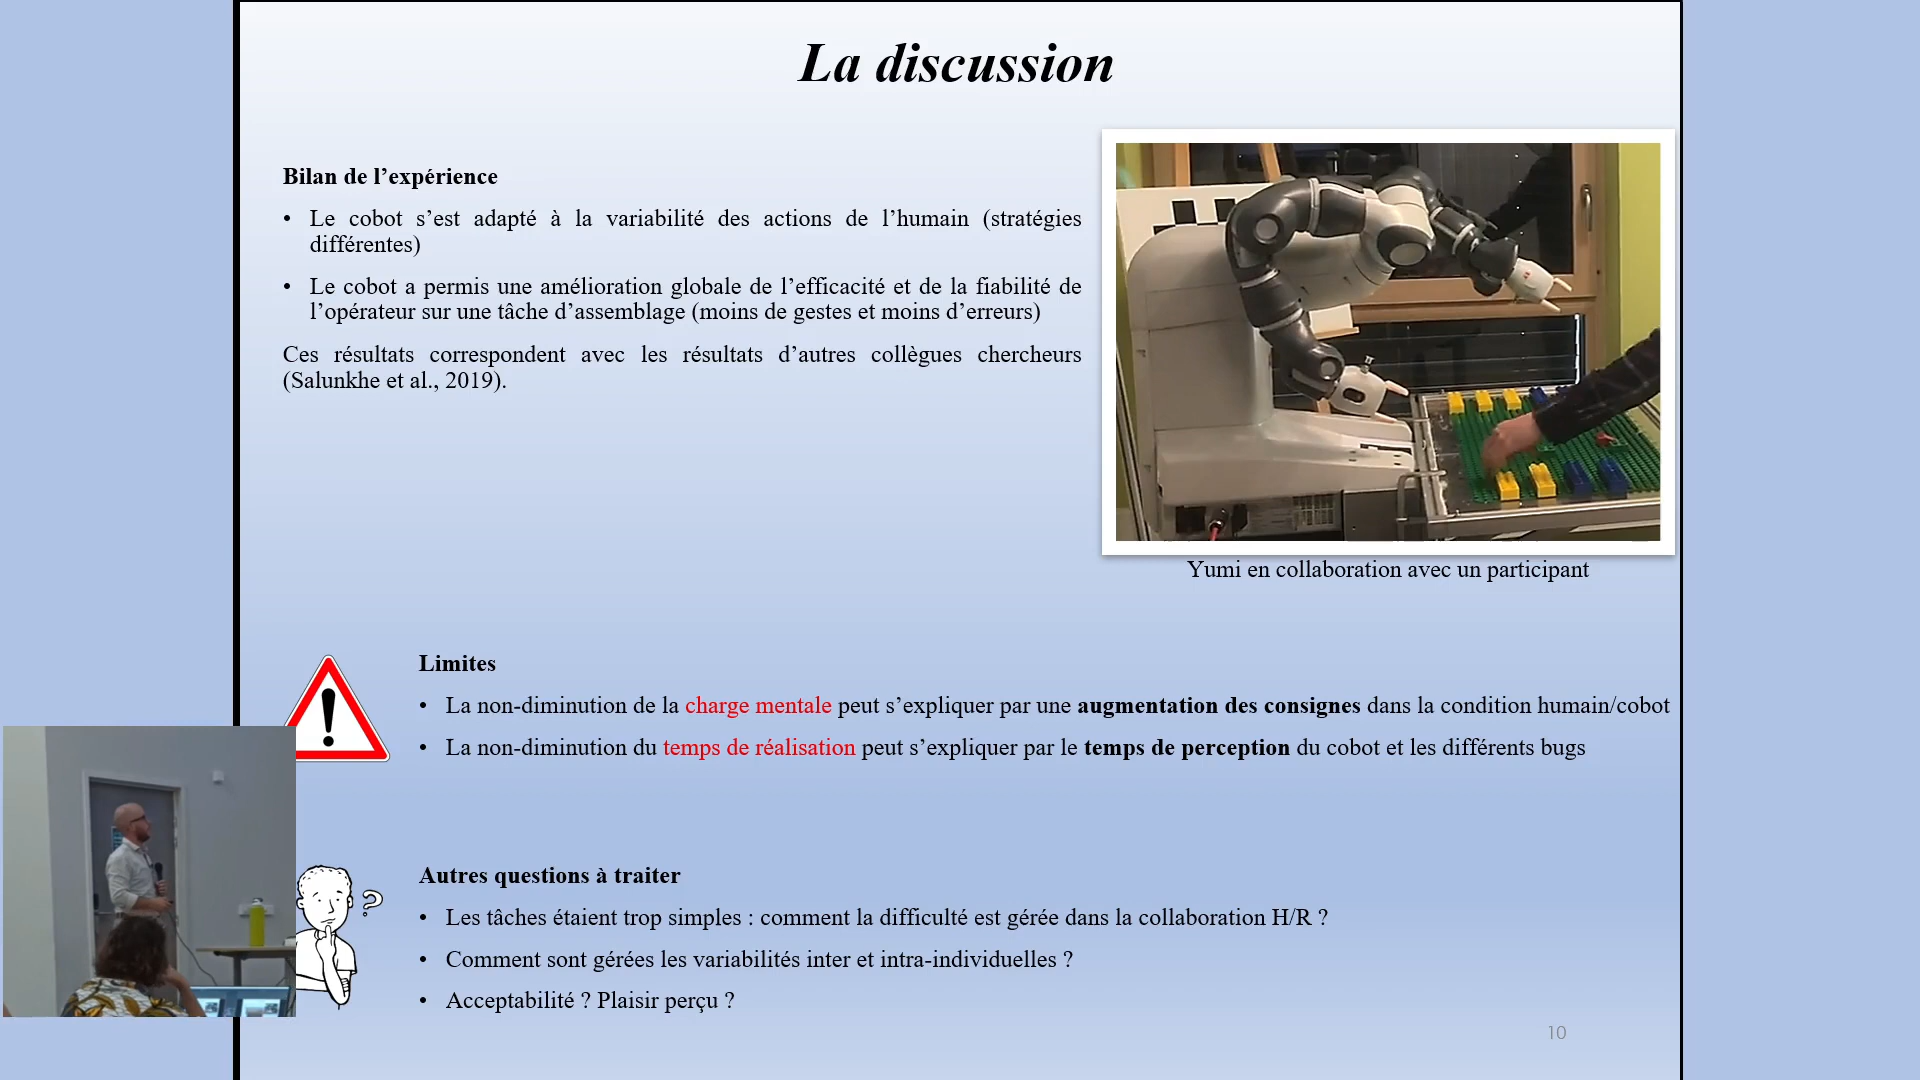 La discussion
Bilan de l’expérience
• Le cobot s’est adapté à la variabilité des actions de l’humain (stratégies
différentes)
• Le cobot a permis une amélioration globale de l’efficacité et de la fiabilité de
l’opérateur sur une tâche d’assemblage (moins de gestes et moins d’erreurs)
Ces résultats correspondent avec les résultats d’autres collègues chercheurs
(Salunkhe et al., 2019).
Yumi en collaboration avec un participant
Limites
• La non-diminution de la charge mentale peut s’expliquer par une augmentation des consignes dans la condition humain/cobot
• La non-diminution du temps de réalisation peut s’expliquer par le temps de perception du cobot et les différents bugs
Autres questions à traiter
• Les tâches étaient trop simples : comment la difficulté est gérée dans la collaboration H/R ?
• Comment sont gérées les variabilités inter et intra-individuelles ?
• Acceptabilité ? Plaisir perçu ?
10